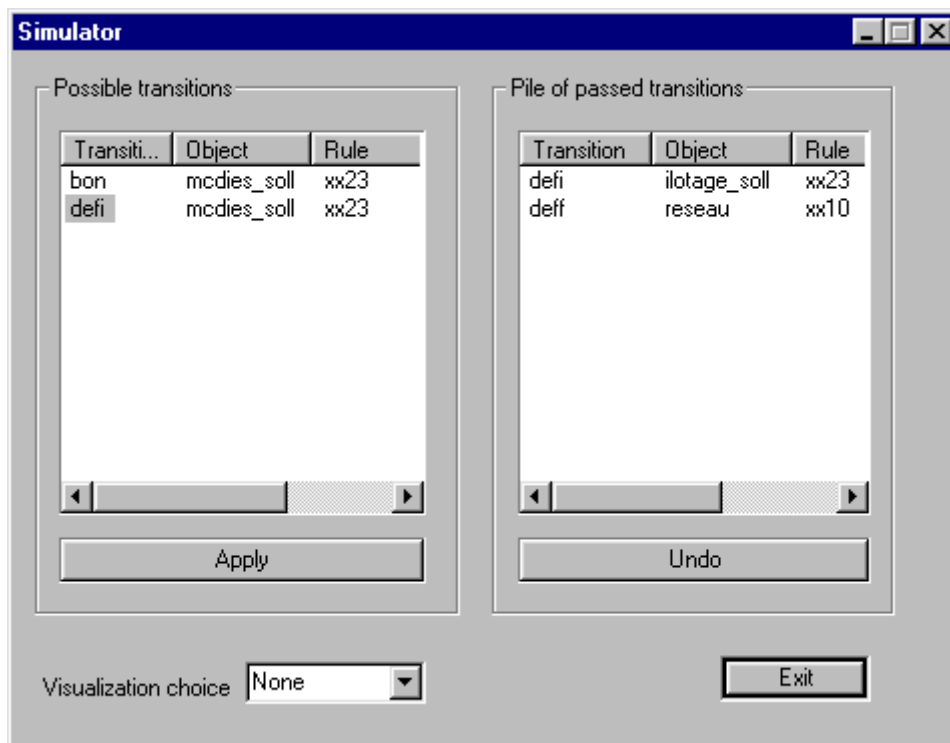 Simulator
Possible transitions
Transiti... Object Rule
bon mcdies_soll xx23
defi mcdies_soll xx23
Apply
Pile of passed transitions
Transition Object Rule
defi ilotage_soll xx23
deff reseau xx10
Undo
Visualization choice None
Exit